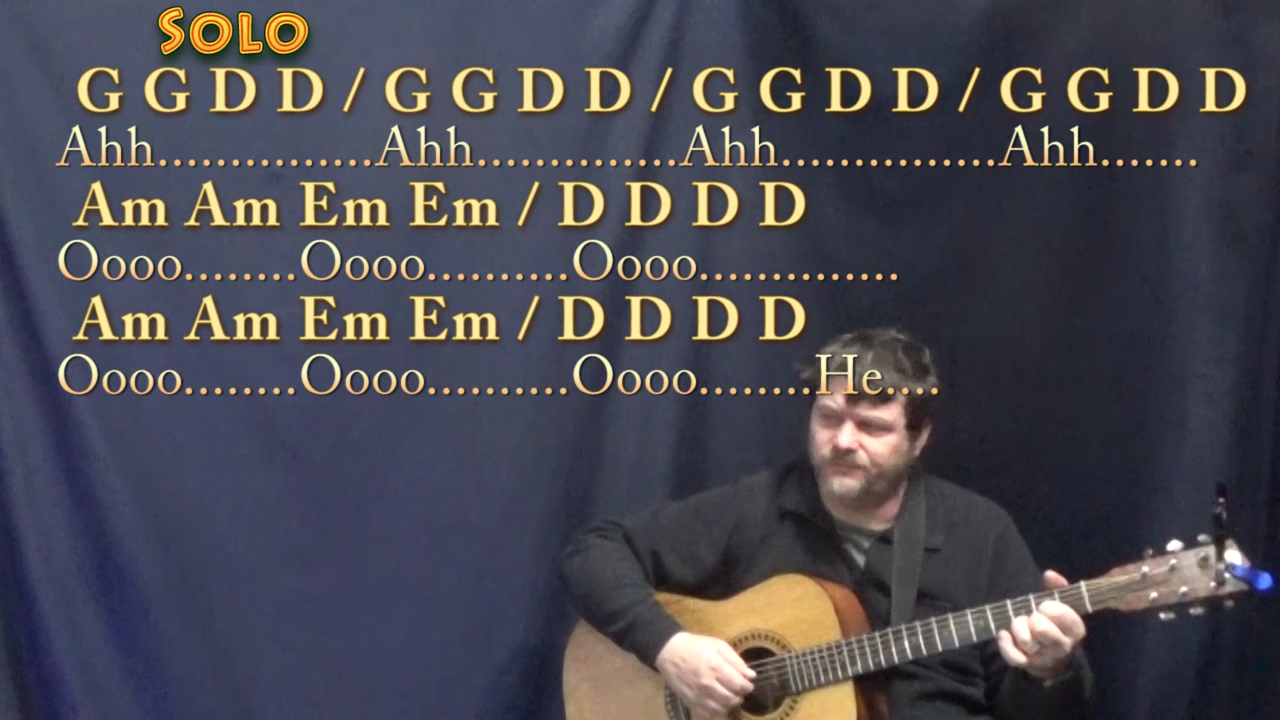 SOLO
G G D D / G G D D / G G D D / G G D D
Ahh...............Ahh..............Ahh...............Ahh.......
Am Am Em Em / D D D D
Oooo........Oooo..........Oooo..............
Am Am Em Em / D D D D
Oooo........Oooo..........Oooo........He....